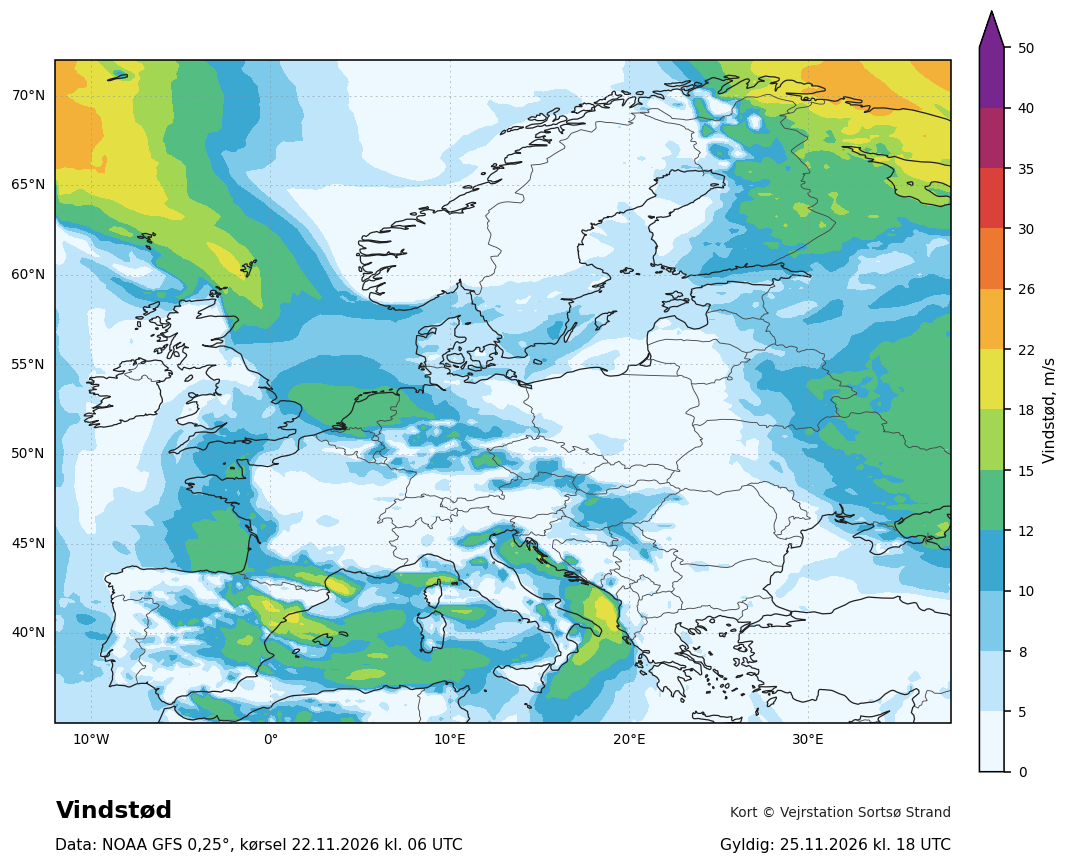 70°N
65°N
60°N
55°N
50°N
45°N
40°N
10°W
0°
10°E
20°E
30°E
50
40
35
30
26
22
18
15
12
10
8
5
0
Vindstød, m/s
Vindstød
Kort © Vejrstation Sortsø Strand
Data: NOAA GFS 0,25°, kørsel 22.11.2026 kl. 06 UTC
Gyldig: 25.11.2026 kl. 18 UTC